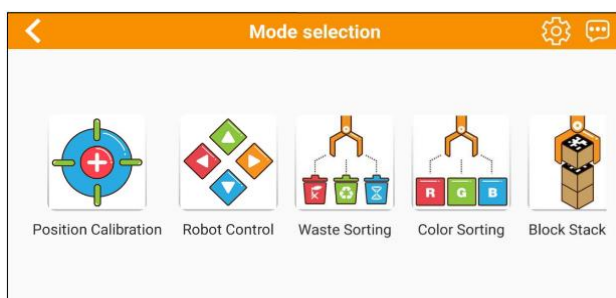 Mode selection
R G B
Position Calibration Robot Control Waste Sorting Color Sorting Block Stack